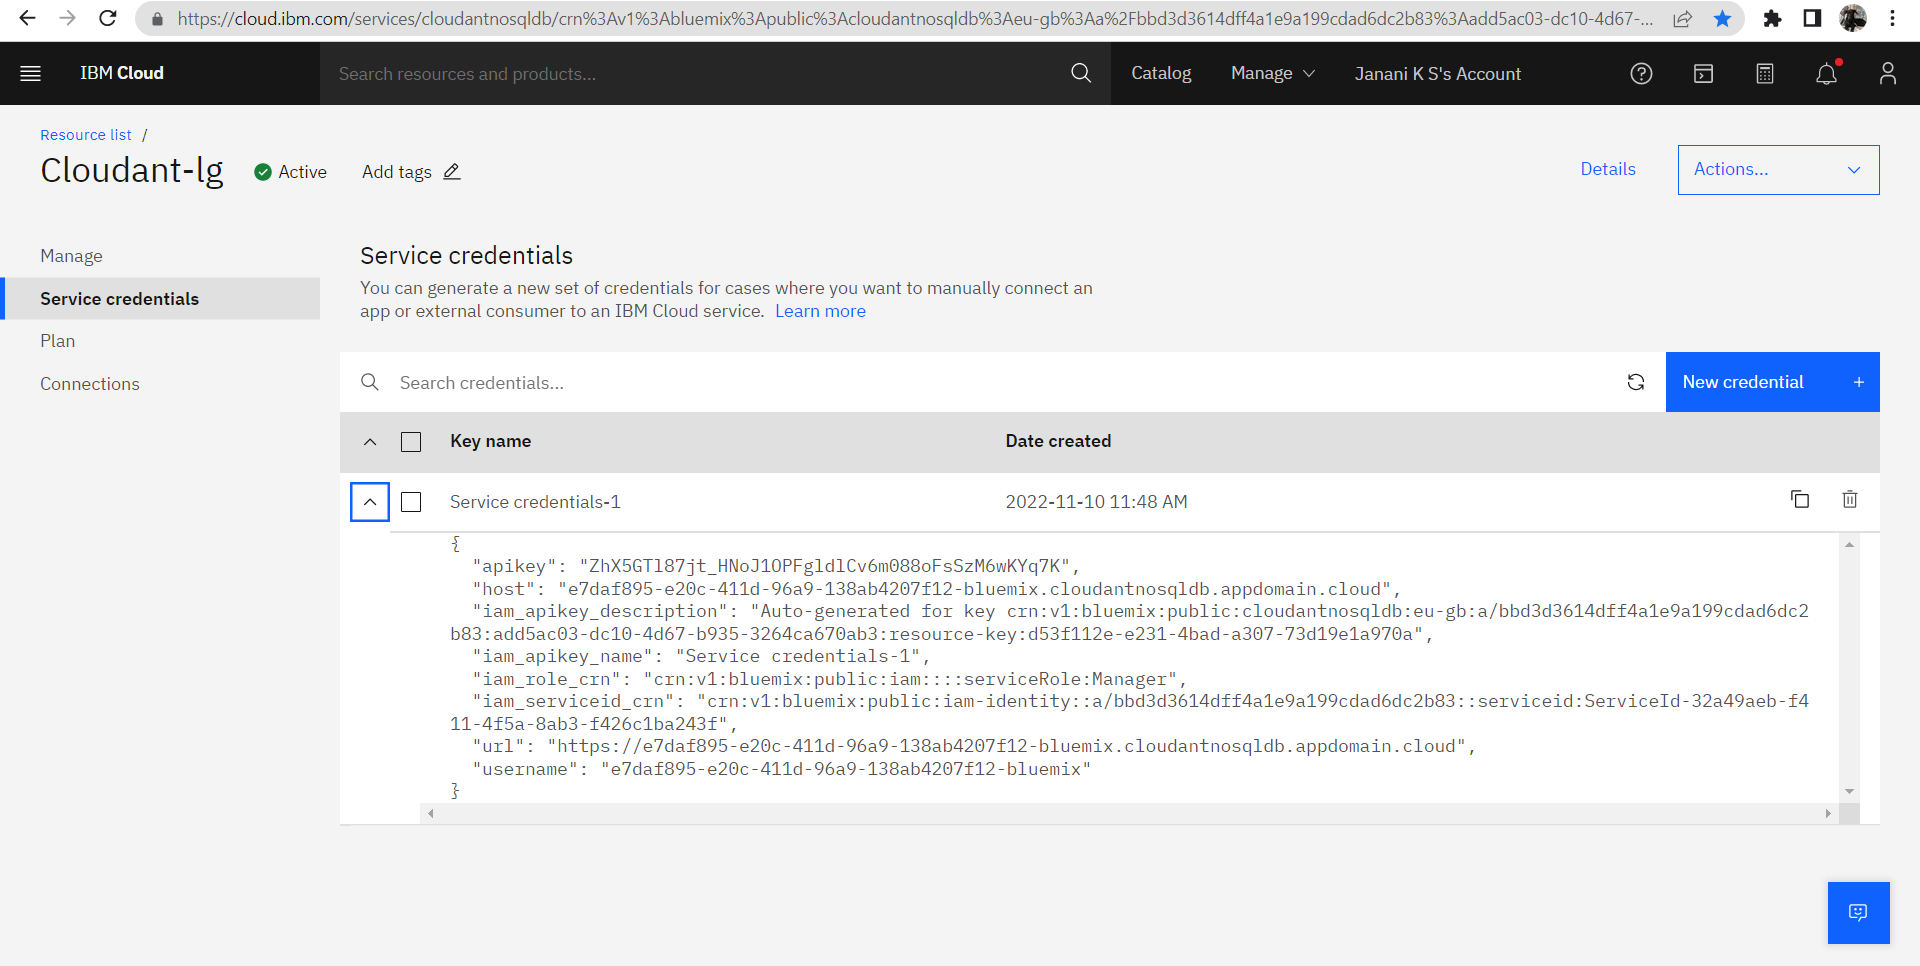 https://cloud.ibm.com/services/cloudantnosqldb/crn%3Av1%3Abluemix%3Apublic%3Acloudantnosqldb%3Aeu-gb%3Aa%2Fbbd3d3614dff4a1e9a199cdad6dc2b83%3Aadd5ac03-dc10-4d67-...
IBM Cloud
Search resources and products...
Catalog
Manage
Janani K S's Account
Resource list /
Cloudant-lg
Active
Add tags
Details
Actions...
Manage
Service credentials
Plan
Connections
Service credentials
You can generate a new set of credentials for cases where you want to manually connect an
app or external consumer to an IBM Cloud service. Learn more
Search credentials...
New credential +
Key name
Date created
Service credentials-1
2022-11-10 11:48 AM
{
"apikey": "ZhX5GTl87jt_HNoJ1OPFgldlCv6m088oFsSzM6wKYq7K",
"host": "e7daf895-e20c-411d-96a9-138ab4207f12-bluemix.cloudantnosqldb.appdomain.cloud",
"iam_apikey_description": "Auto-generated for key crn:v1:bluemix:public:cloudantnosqldb:eu-gb:a/bbd3d3614dff4a1e9a199cdad6dc2
b83:add5ac03-dc10-4d67-b935-3264ca670ab3:resource-key:d53f112e-e231-4bad-a307-73d19e1a970a",
"iam_apikey_name": "Service credentials-1",
"iam_role_crn": "crn:v1:bluemix:public:iam::::serviceRole:Manager",
"iam_serviceid_crn": "crn:v1:bluemix:public:iam-identity::a/bbd3d3614dff4a1e9a199cdad6dc2b83::serviceid:ServiceId-32a49aeb-f4
11-4f5a-8ab3-f426c1ba243f",
"url": "https://e7daf895-e20c-411d-96a9-138ab4207f12-bluemix.cloudantnosqldb.appdomain.cloud",
"username": "e7daf895-e20c-411d-96a9-138ab4207f12-bluemix"
}